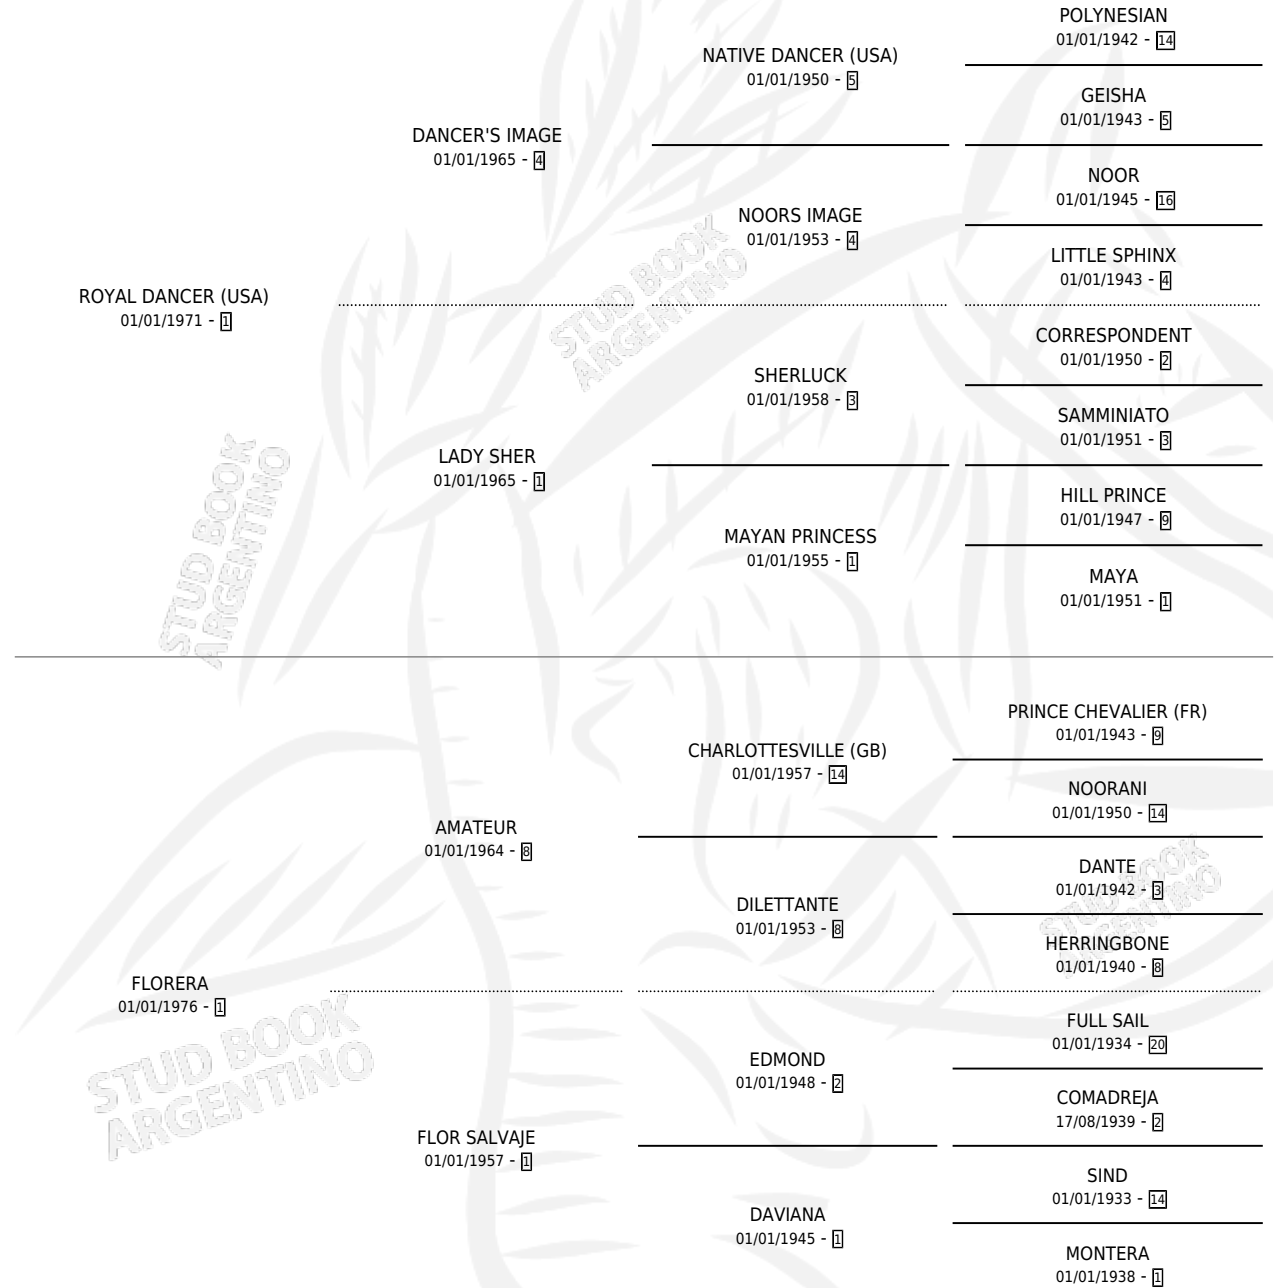 POLYNESIAN
01/01/1942 - 14
NATIVE DANCER (USA)
01/01/1950 - 5
GEISHA
01/01/1943 - 5
DANCER'S IMAGE
01/01/1965 - 4
NOOR
01/01/1945 - 16
NOORS IMAGE
01/01/1953 - 4
LITTLE SPHINX
01/01/1943 - 4
ROYAL DANCER (USA)
01/01/1971 - 1
CORRESPONDENT
01/01/1950 - 2
SHERLUCK
01/01/1958 - 3
SAMMINIATO
01/01/1951 - 3
LADY SHER
01/01/1965 - 1
HILL PRINCE
01/01/1947 - 9
MAYAN PRINCESS
01/01/1955 - 1
MAYA
01/01/1951 - 1
PRINCE CHEVALIER (FR)
01/01/1943 - 9
CHARLOTTESVILLE (GB)
01/01/1957 - 14
NOORANI
01/01/1950 - 14
AMATEUR
01/01/1964 - 8
DANTE
01/01/1942 - 3
DILETTANTE
01/01/1953 - 8
HERRINGBONE
01/01/1940 - 8
FLORERA
01/01/1976 - 1
FULL SAIL
01/01/1934 - 20
EDMOND
01/01/1948 - 2
COMADREJA
17/08/1939 - 2
FLOR SALVAJE
01/01/1957 - 1
SIND
01/01/1933 - 14
DAVIANA
01/01/1945 - 1
MONTERA
01/01/1938 - 1
STUD BOOK
ARGENTINO
STUD BOOK
ARGENTINO
STUD BOOK
ARGENTINO
STUD BOOK
ARGENTINO